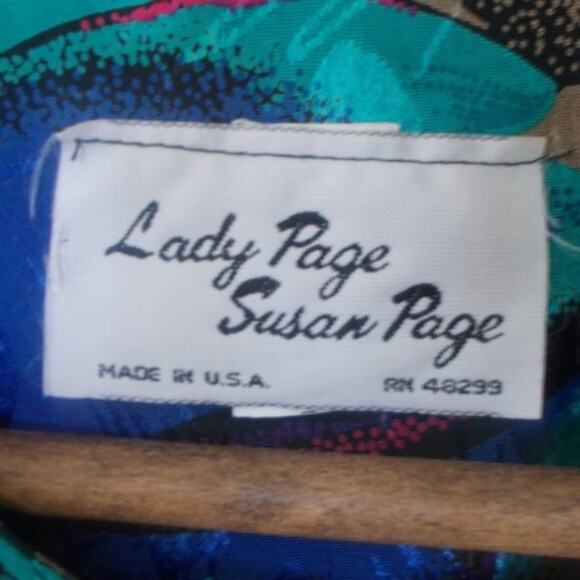 Lady Page
Susan Page
MADE IN U.S.A. RN 48299